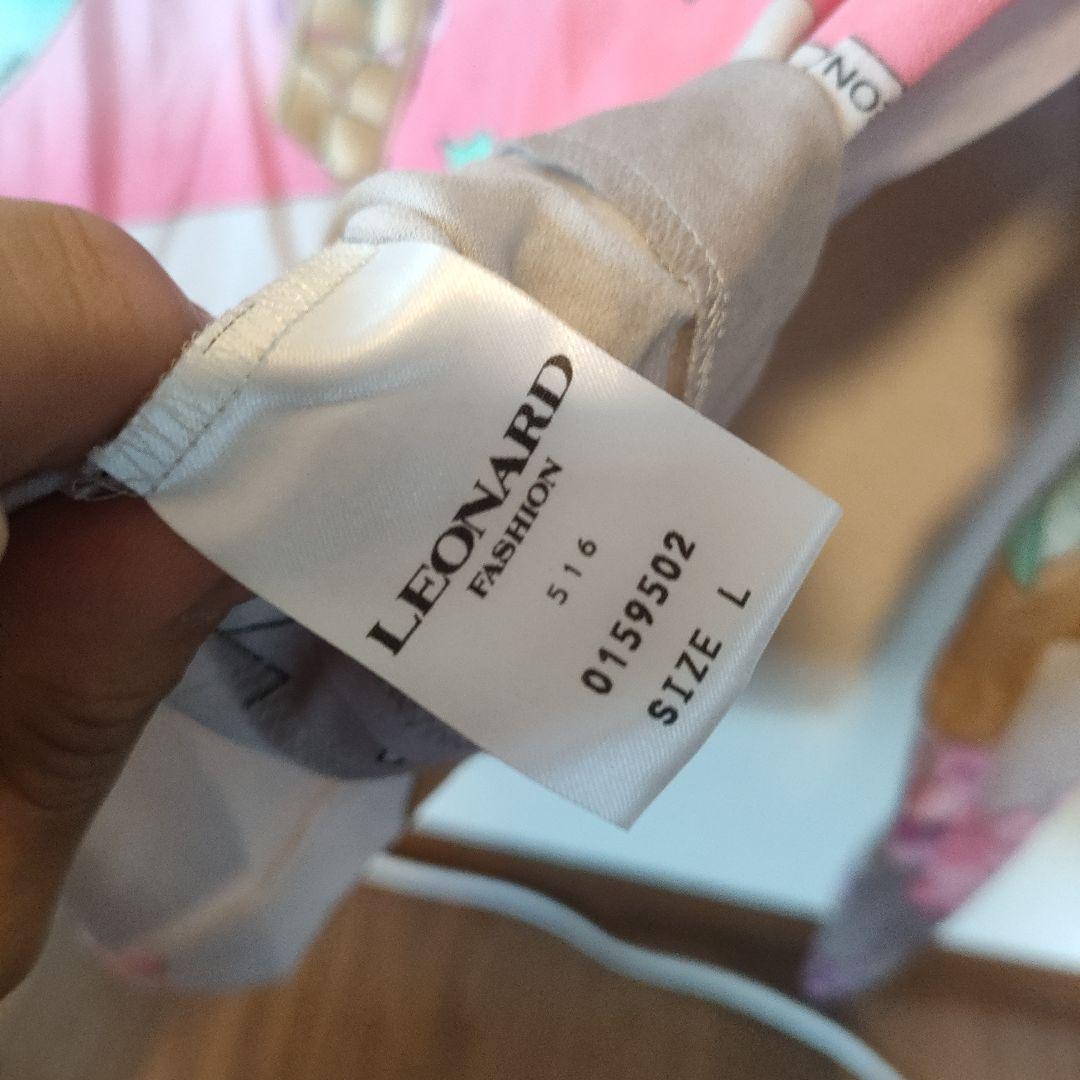 LEONARD
FASHION
516
0159502
SIZE L